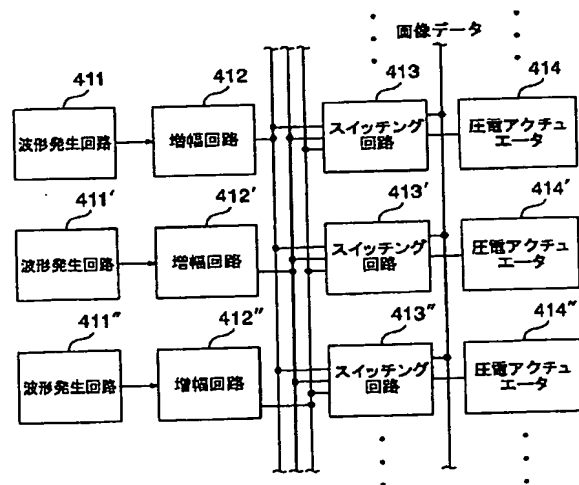 画像データ
411
412
413
414
波形発生回路
増幅回路
スイッチング
回路
圧電アクチュ
エータ
411′
412′
413′
414′
波形発生回路
増幅回路
スイッチング
回路
圧電アクチュ
エータ
411″
412″
413″
414″
波形発生回路
増幅回路
スイッチング
回路
圧電アクチュ
エータ